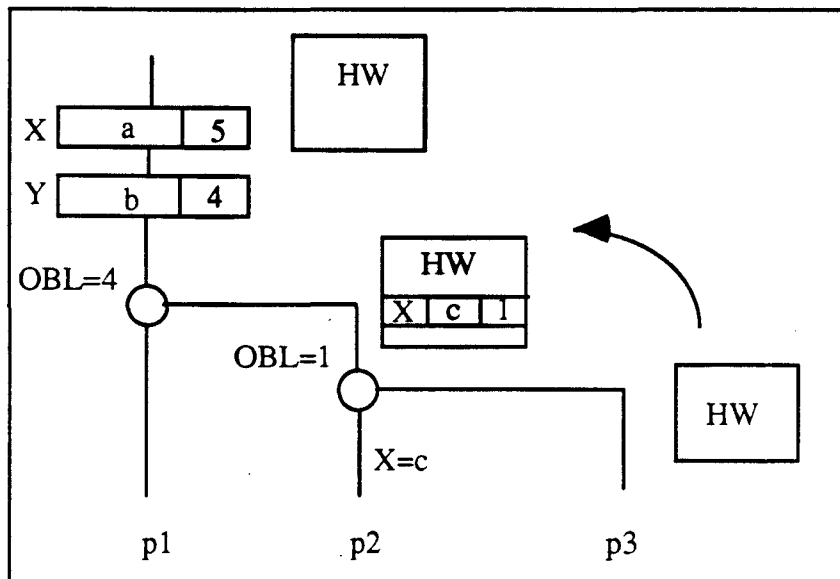 HW
X a 5
Y b 4
OBL=4
HW
X c 1
OBL=1
HW
X=c
p1 p2 p3